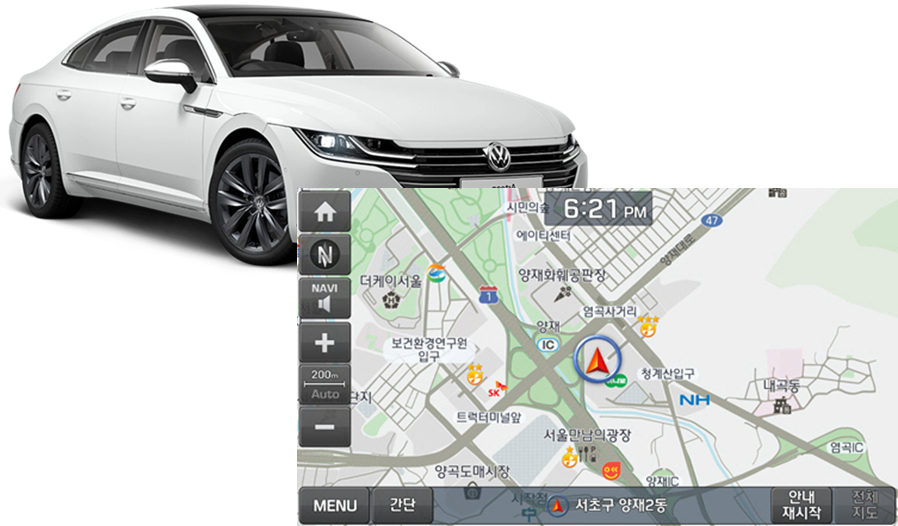 6:21 PM
시민의숲
47
에이티센터
양재대로
NAVI
더케이서울
양재화훼공판장
1
염곡사거리
양재
IC
보건환경연구원
입구
200m
Auto
청계산입구
내곡동
SK
NH
단지
트럭터미널앞
서울만남의광장
P
염곡IC
양곡도매시장
양재IC
MENU
간단
시작점
서초구 양재2동
안내
재시작
전체
지도